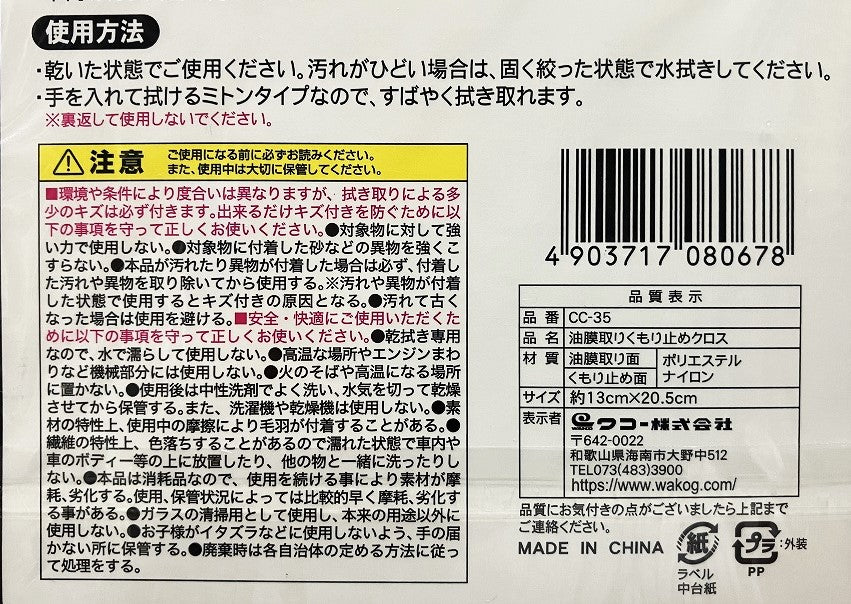 使用方法
・乾いた状態でご使用ください。汚れがひどい場合は、固く絞った状態で水拭きしてください。
・手を入れて拭けるミトンタイプなので、すばやく拭き取れます。
※裏返して使用しないでください。
注意 ご使用になる前に必ずお読みください。
また、使用中は大切に保管してください。
■環境や条件により度合いは異なりますが、拭き取りによる多
少のキズは必ず付きます。出来るだけキズ付きを防ぐために以
下の事項を守って正しくお使いください。●対象物に対して強
い力で使用しない。●対象物に付着した砂などの異物を強くこ
すらない。●本品が汚れたり異物が付着した場合は必ず、付着し
た汚れや異物を取り除いてから使用する。※汚れや異物が付着
した状態で使用するとキズ付きの原因となる。●汚れて古く
なった場合は使用を避ける。■安全・快適にご使用いただくた
めに以下の事項を守って正しくお使いください。●乾拭き専用
なので、水で濡らして使用しない。●高温な場所やエンジンまわ
りなど機械部分には使用しない。●火のそばや高温になる場所
に置かない。●使用後は中性洗剤でよく洗い、水気を切って乾燥
させてから保管する。また、洗濯機や乾燥機は使用しない。●素
材の特性上、使用中の摩擦により毛羽が付着することがある。●
繊維の特性上、色落ちすることがあるので濡れた状態で車内や
車のボディー等の上に放置したり、他の物と一緒に洗ったりし
ない。●本品は消耗品なので、使用を続ける事により素材が摩
耗、劣化する。使用、保管状況によっては比較的早く摩耗、劣化す
る事がある。●ガラスの清掃用として使用し、本来の用途以外に
使用しない。●お子様がイタズラなどに使用しないよう、手の届
かない所に保管する。●廃棄時は各自治体の定める方法に従っ
て処理をする。
4 903717 080678
品質表示
品番 CC-35
品名 油膜取りくもり止めクロス
材質 油膜取り面 ポリエステル
くもり止め面 ナイロン
サイズ 約13cm×20.5cm
表示者 ワコー株式会社
〒642-0022
和歌山県海南市大野中512
TEL073(483)3900
https://www.wakog.com/
品質にお気付きの点がございましたら上記まで
ご連絡ください。
MADE IN CHINA 紙 プラ :外装
ラベル PP
中台紙